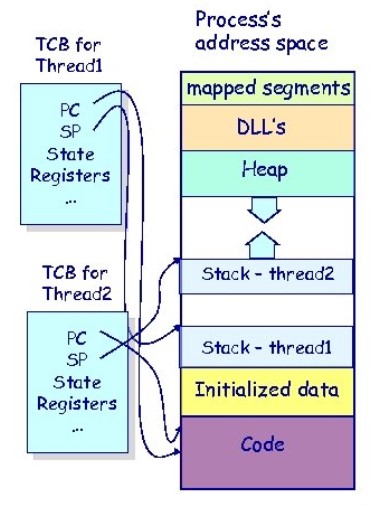 TCB for
Thread1
PC
SP
State
Registers
...
TCB for
Thread2
PC
SP
State
Registers
...
Process's
address space
mapped segments
DLL's
Heap
Stack - thread2
Stack - thread1
Initialized data
Code